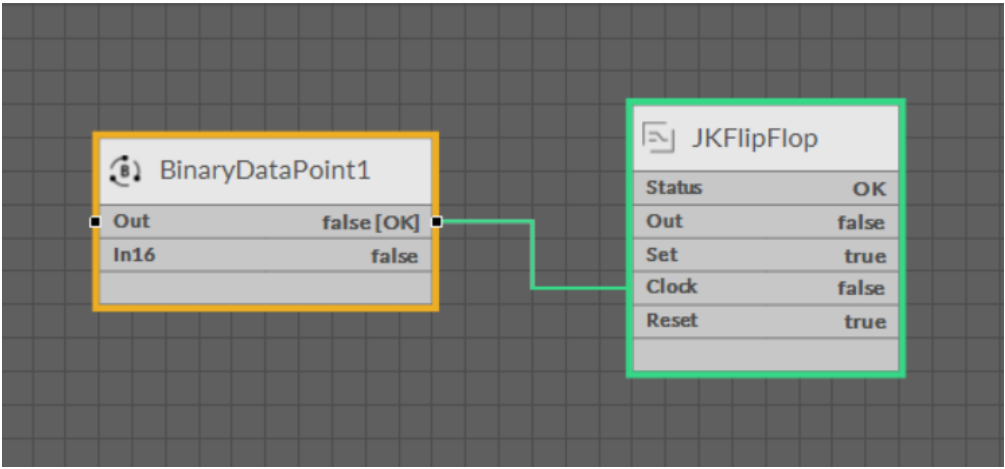 BinaryDataPoint1
Out false [OK]
In16 false
JKFlipFlop
Status OK
Out false
Set true
Clock false
Reset true